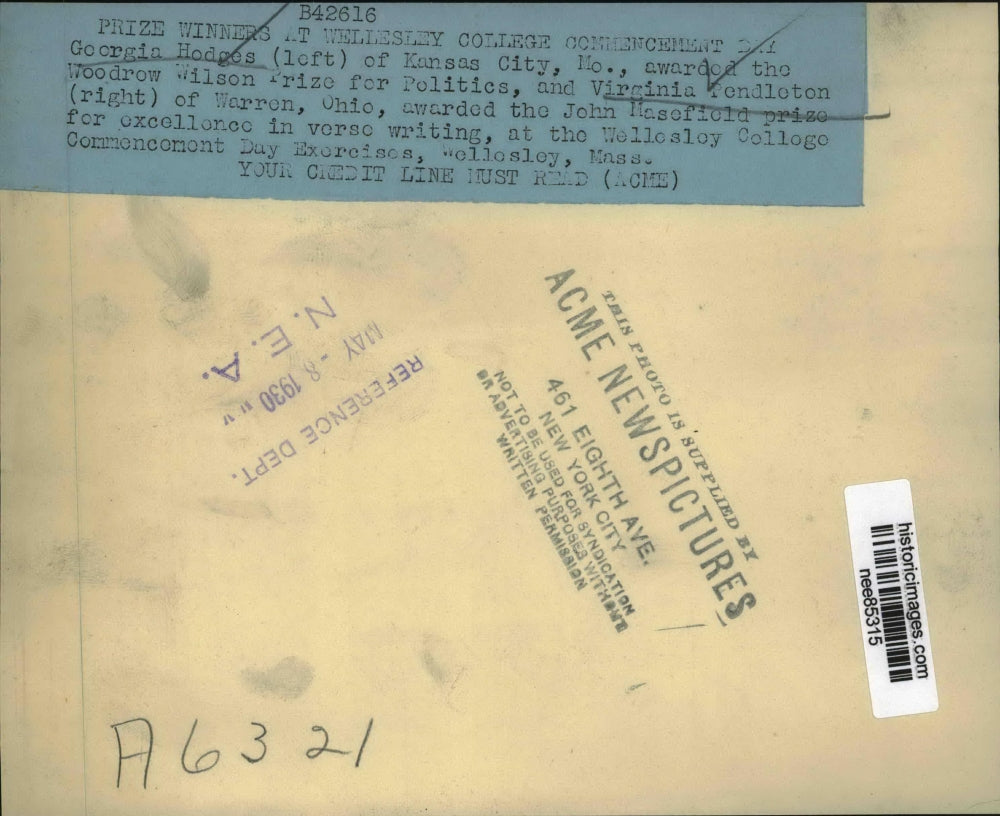 B42616
PRIZE WINNERS AT WELLESLEY COLLEGE COMMENCEMENT DAY
Georgia Hodges (left) of Kansas City, Mo., awarded the
Woodrow Wilson Prize for Politics, and Virginia Pendleton
(right) of Warren, Ohio, awarded the John Masefield prize
for excellence in verse writing, at the Wellesley College
Commencement Day Exercises, Wellesley, Mass.
YOUR CREDIT LINE MUST READ (ACME)
THIS PHOTO IS SUPPLIED BY
ACME NEWSPICTURES
461 EIGHTH AVE.
NEW YORK CITY
NOT TO BE USED FOR SYNDICATION
OR ADVERTISING PURPOSES WITHOUT
WRITTEN PERMISSION
REFERENCE DEPT.
MAY - 8 1930
N. E. A.
historicimages.com
nee85315
A6321